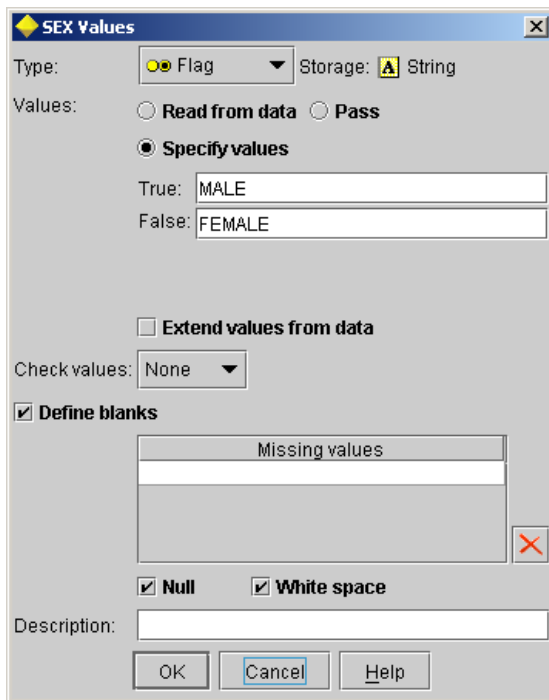 SEX Values
Type: Flag Storage: A String
Values: Read from data Pass
Specify values
True: MALE
False: FEMALE
Extend values from data
Check values: None
Define blanks
Missing values
Null White space
Description:
OK Cancel Help